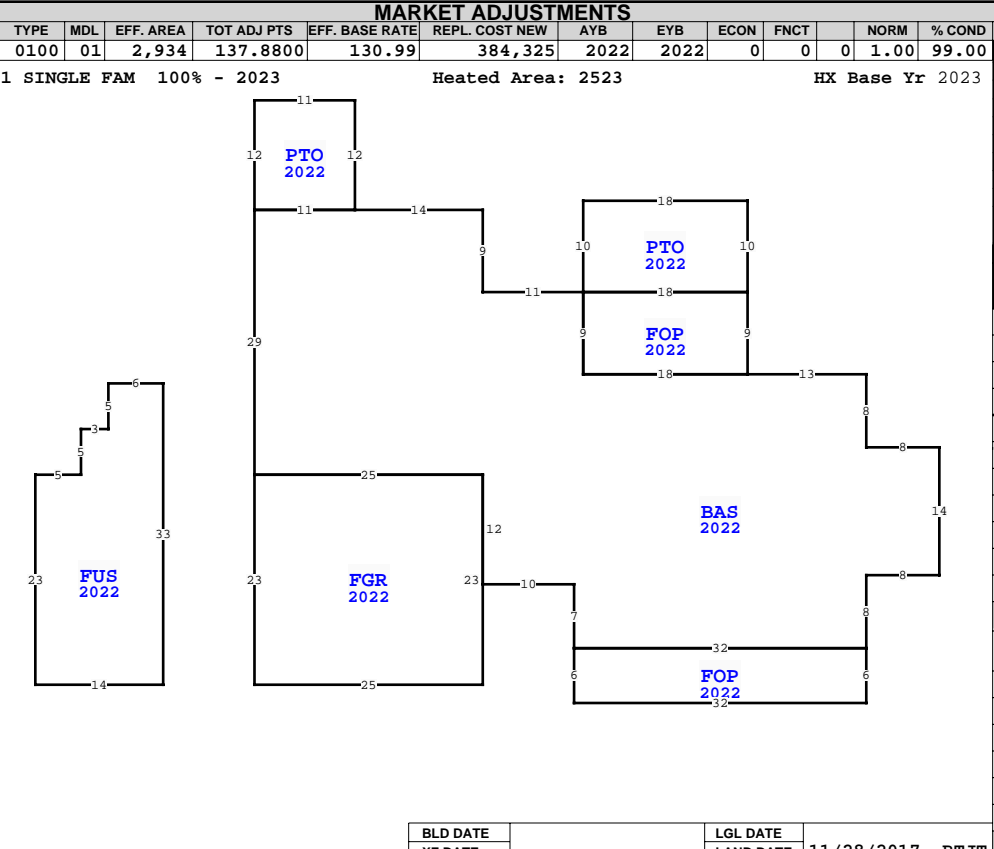 MARKET ADJUSTMENTS
TYPE MDL EFF. AREA TOT ADJ PTS EFF. BASE RATE REPL. COST NEW AYB EYB ECON FNCT NORM % COND
0100 01 2,934 137.8800 130.99 384,325 2022 2022 0 0 0 1.00 99.00
1 SINGLE FAM 100% - 2023 Heated Area: 2523 HX Base Yr 2023
11
12 PTO 12
2022
11 14
18
10 PTO 10
2022
9
11 18
9 FOP 9
2022
29
18 13
6
5
8
3
5
8
5
25
14
BAS
2022
12
33
23 FUS
2022
23 FGR 23
2022
10
8
7
8
32
14
25
6 FOP 6
2022
32
BLD DATE LGL DATE